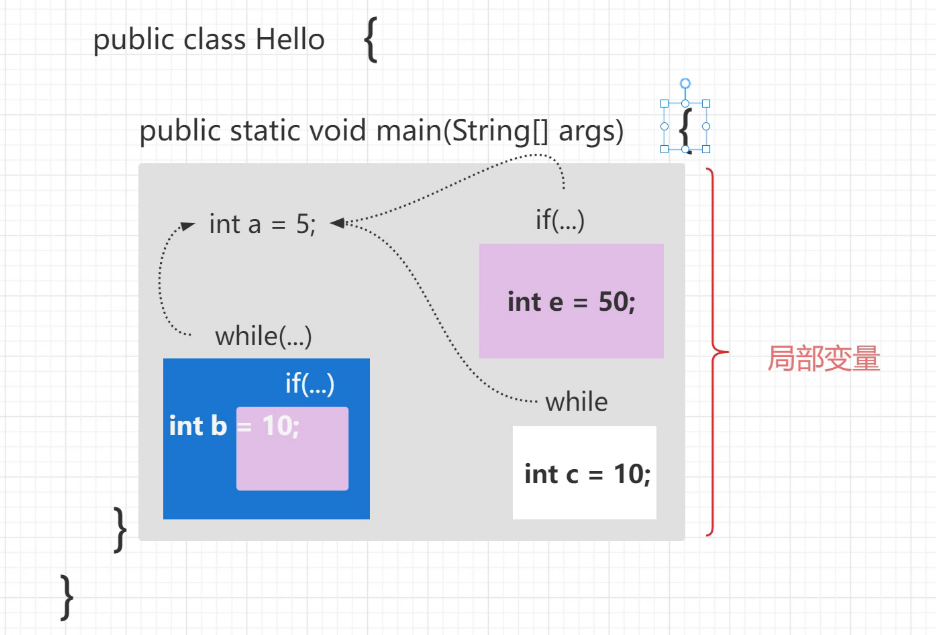 public class Hello {
public static void main(String[] args) {
int a = 5;
if(...)
int e = 50;
while(...)
if(...)
int b = 10;
局部变量
while
int c = 10;
}
}